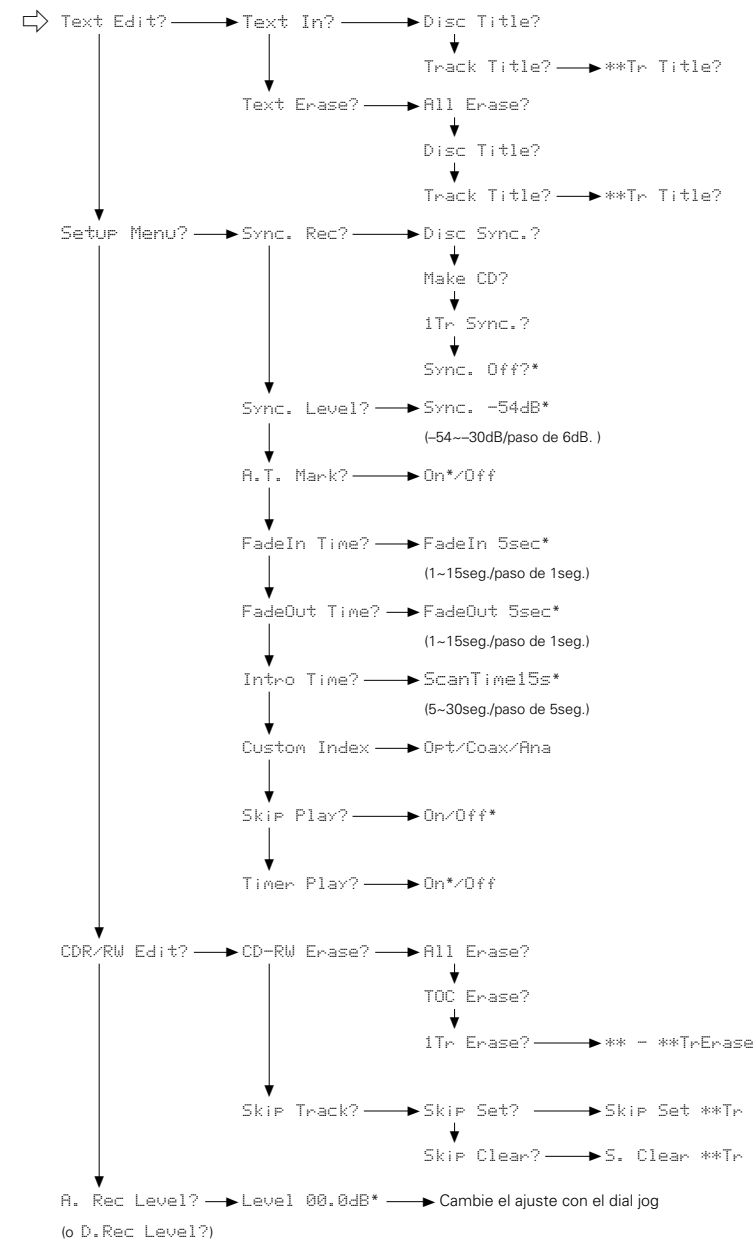 Text Edit? Text In? Disc Title?
Track Title? **Tr Title?
Text Erase? All Erase?
Disc Title?
Track Title? **Tr Title?
Setup Menu? Sync. Rec? Disc Sync.?
Make CD?
1Tr Sync.?
Sync. Off?*
Sync. Level? Sync. -54dB*
(–54~–30dB/paso de 6dB. )
A.T. Mark? On*/Off
FadeIn Time? FadeIn 5sec*
(1~15seg./paso de 1seg.)
FadeOut Time? FadeOut 5sec*
(1~15seg./paso de 1seg.)
Intro Time? ScanTime15s*
(5~30seg./paso de 5seg.)
Custom Index Opt/Coax/Ana
Skip Play? On/Off*
Timer Play? On*/Off
CDR/RW Edit? CD-RW Erase? All Erase?
TOC Erase?
1Tr Erase? ** - **TrErase
Skip Track? Skip Set? Skip Set **Tr
Skip Clear? S. Clear **Tr
A. Rec Level? Level 00.0dB* Cambie el ajuste con el dial jog
(o D.Rec Level?)